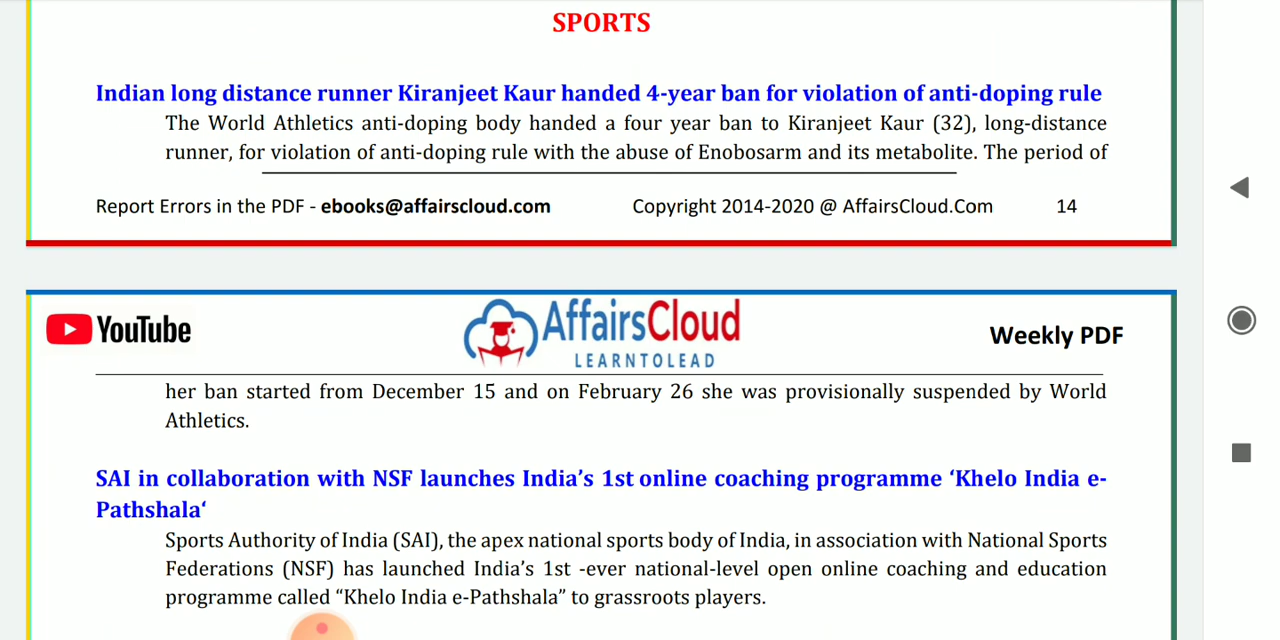 SPORTS
Indian long distance runner Kiranjeet Kaur handed 4-year ban for violation of anti-doping rule
The World Athletics anti-doping body handed a four year ban to Kiranjeet Kaur (32), long-distance
runner, for violation of anti-doping rule with the abuse of Enobosarm and its metabolite. The period of
Report Errors in the PDF - ebooks@affairscloud.com Copyright 2014-2020 @ AffairsCloud.Com 14
YouTube AffairsCloud Weekly PDF
LEARNTOLEAD
her ban started from December 15 and on February 26 she was provisionally suspended by World
Athletics.
SAI in collaboration with NSF launches India’s 1st online coaching programme ‘Khelo India e-
Pathshala‘
Sports Authority of India (SAI), the apex national sports body of India, in association with National Sports
Federations (NSF) has launched India’s 1st -ever national-level open online coaching and education
programme called “Khelo India e-Pathshala” to grassroots players.